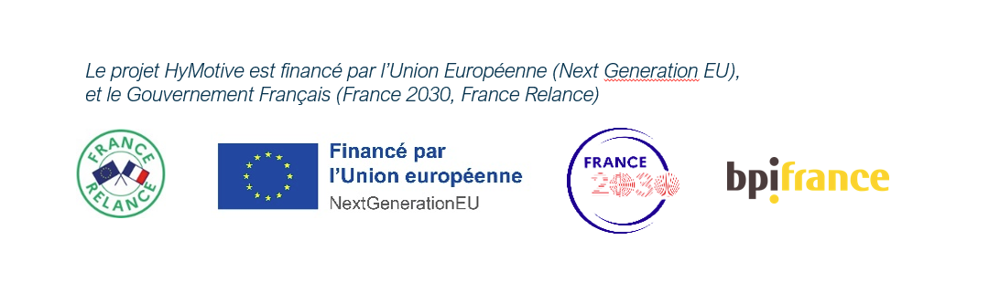 Le projet HyMotive est financé par l’Union Européenne (Next Generation EU),
et le Gouvernement Français (France 2030, France Relance)
FRANCE
RELANCE
Financé par
l’Union européenne
NextGenerationEU
FRANCE
2030
bpifrance